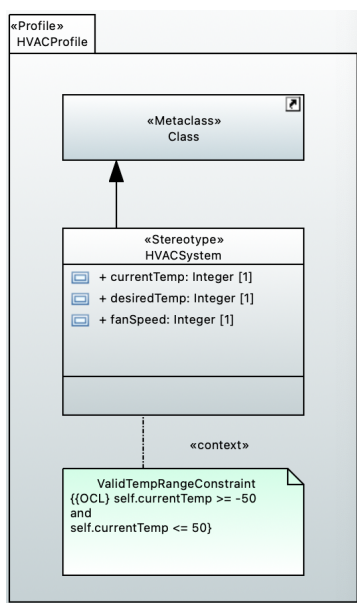 «Profile»
HVACProfile
«Metaclass»
Class
«Stereotype»
HVACSystem
+ currentTemp: Integer [1]
+ desiredTemp: Integer [1]
+ fanSpeed: Integer [1]
«context»
ValidTempRangeConstraint
{{OCL} self.currentTemp >= -50
and
self.currentTemp <= 50}